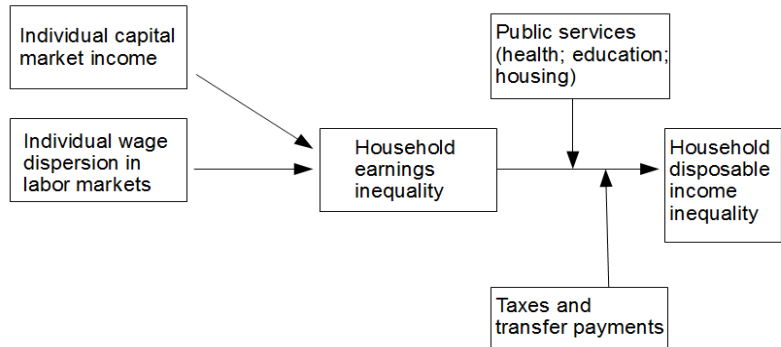 Individual capital
market income
Individual wage
dispersion in
labor markets
Household
earnings
inequality
Public services
(health; education;
housing)
Household
disposable
income
inequality
Taxes and
transfer payments